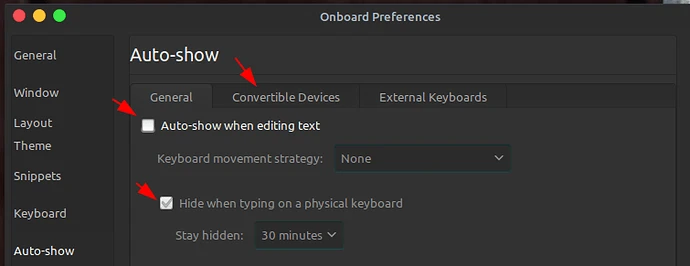 Onboard Preferences
General
Window
Layout
Theme
Snippets
Keyboard
Auto-show
Auto-show
General Convertible Devices External Keyboards
Auto-show when editing text
Keyboard movement strategy: None
Hide when typing on a physical keyboard
Stay hidden: 30 minutes